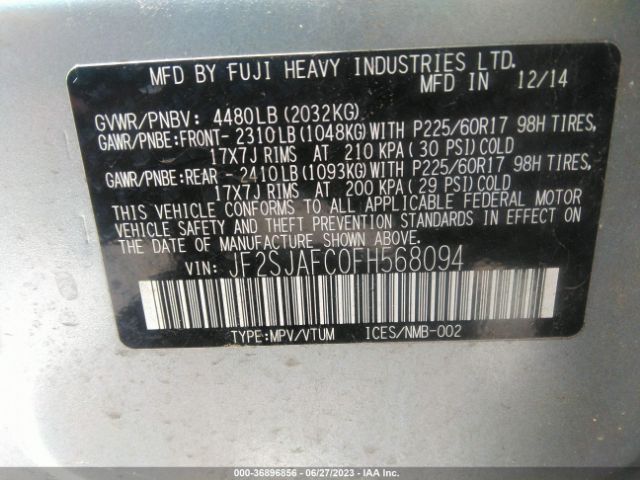 MFD BY FUJI HEAVY INDUSTRIES LTD.
MFD IN 12/14
GVWR/PNBV: 4480LB (2032KG)
GAWR/PNBE:FRONT- 2310LB (1048KG)WITH P225/60R17 98H TIRES,
17X7J RIMS AT 210 KPA( 30 PSI)COLD
GAWR/PNBE:REAR - 2410LB (1093KG)WITH P225/60R17 98H TIRES,
17X7J RIMS AT 200 KPA( 29 PSI)COLD
THIS VEHICLE CONFORMS TO ALL APPLICABLE FEDERAL MOTOR
VEHICLE SAFETY AND THEFT PREVENTION STANDARDS IN EFFECT ON
THE DATE OF MANUFACTURE SHOWN ABOVE.
VIN: JF2SJAFC0FH568094
TYPE:MPV/VTUM ICES/NMB-002
000-36896856 - 06/27/2023 - IAA Inc.